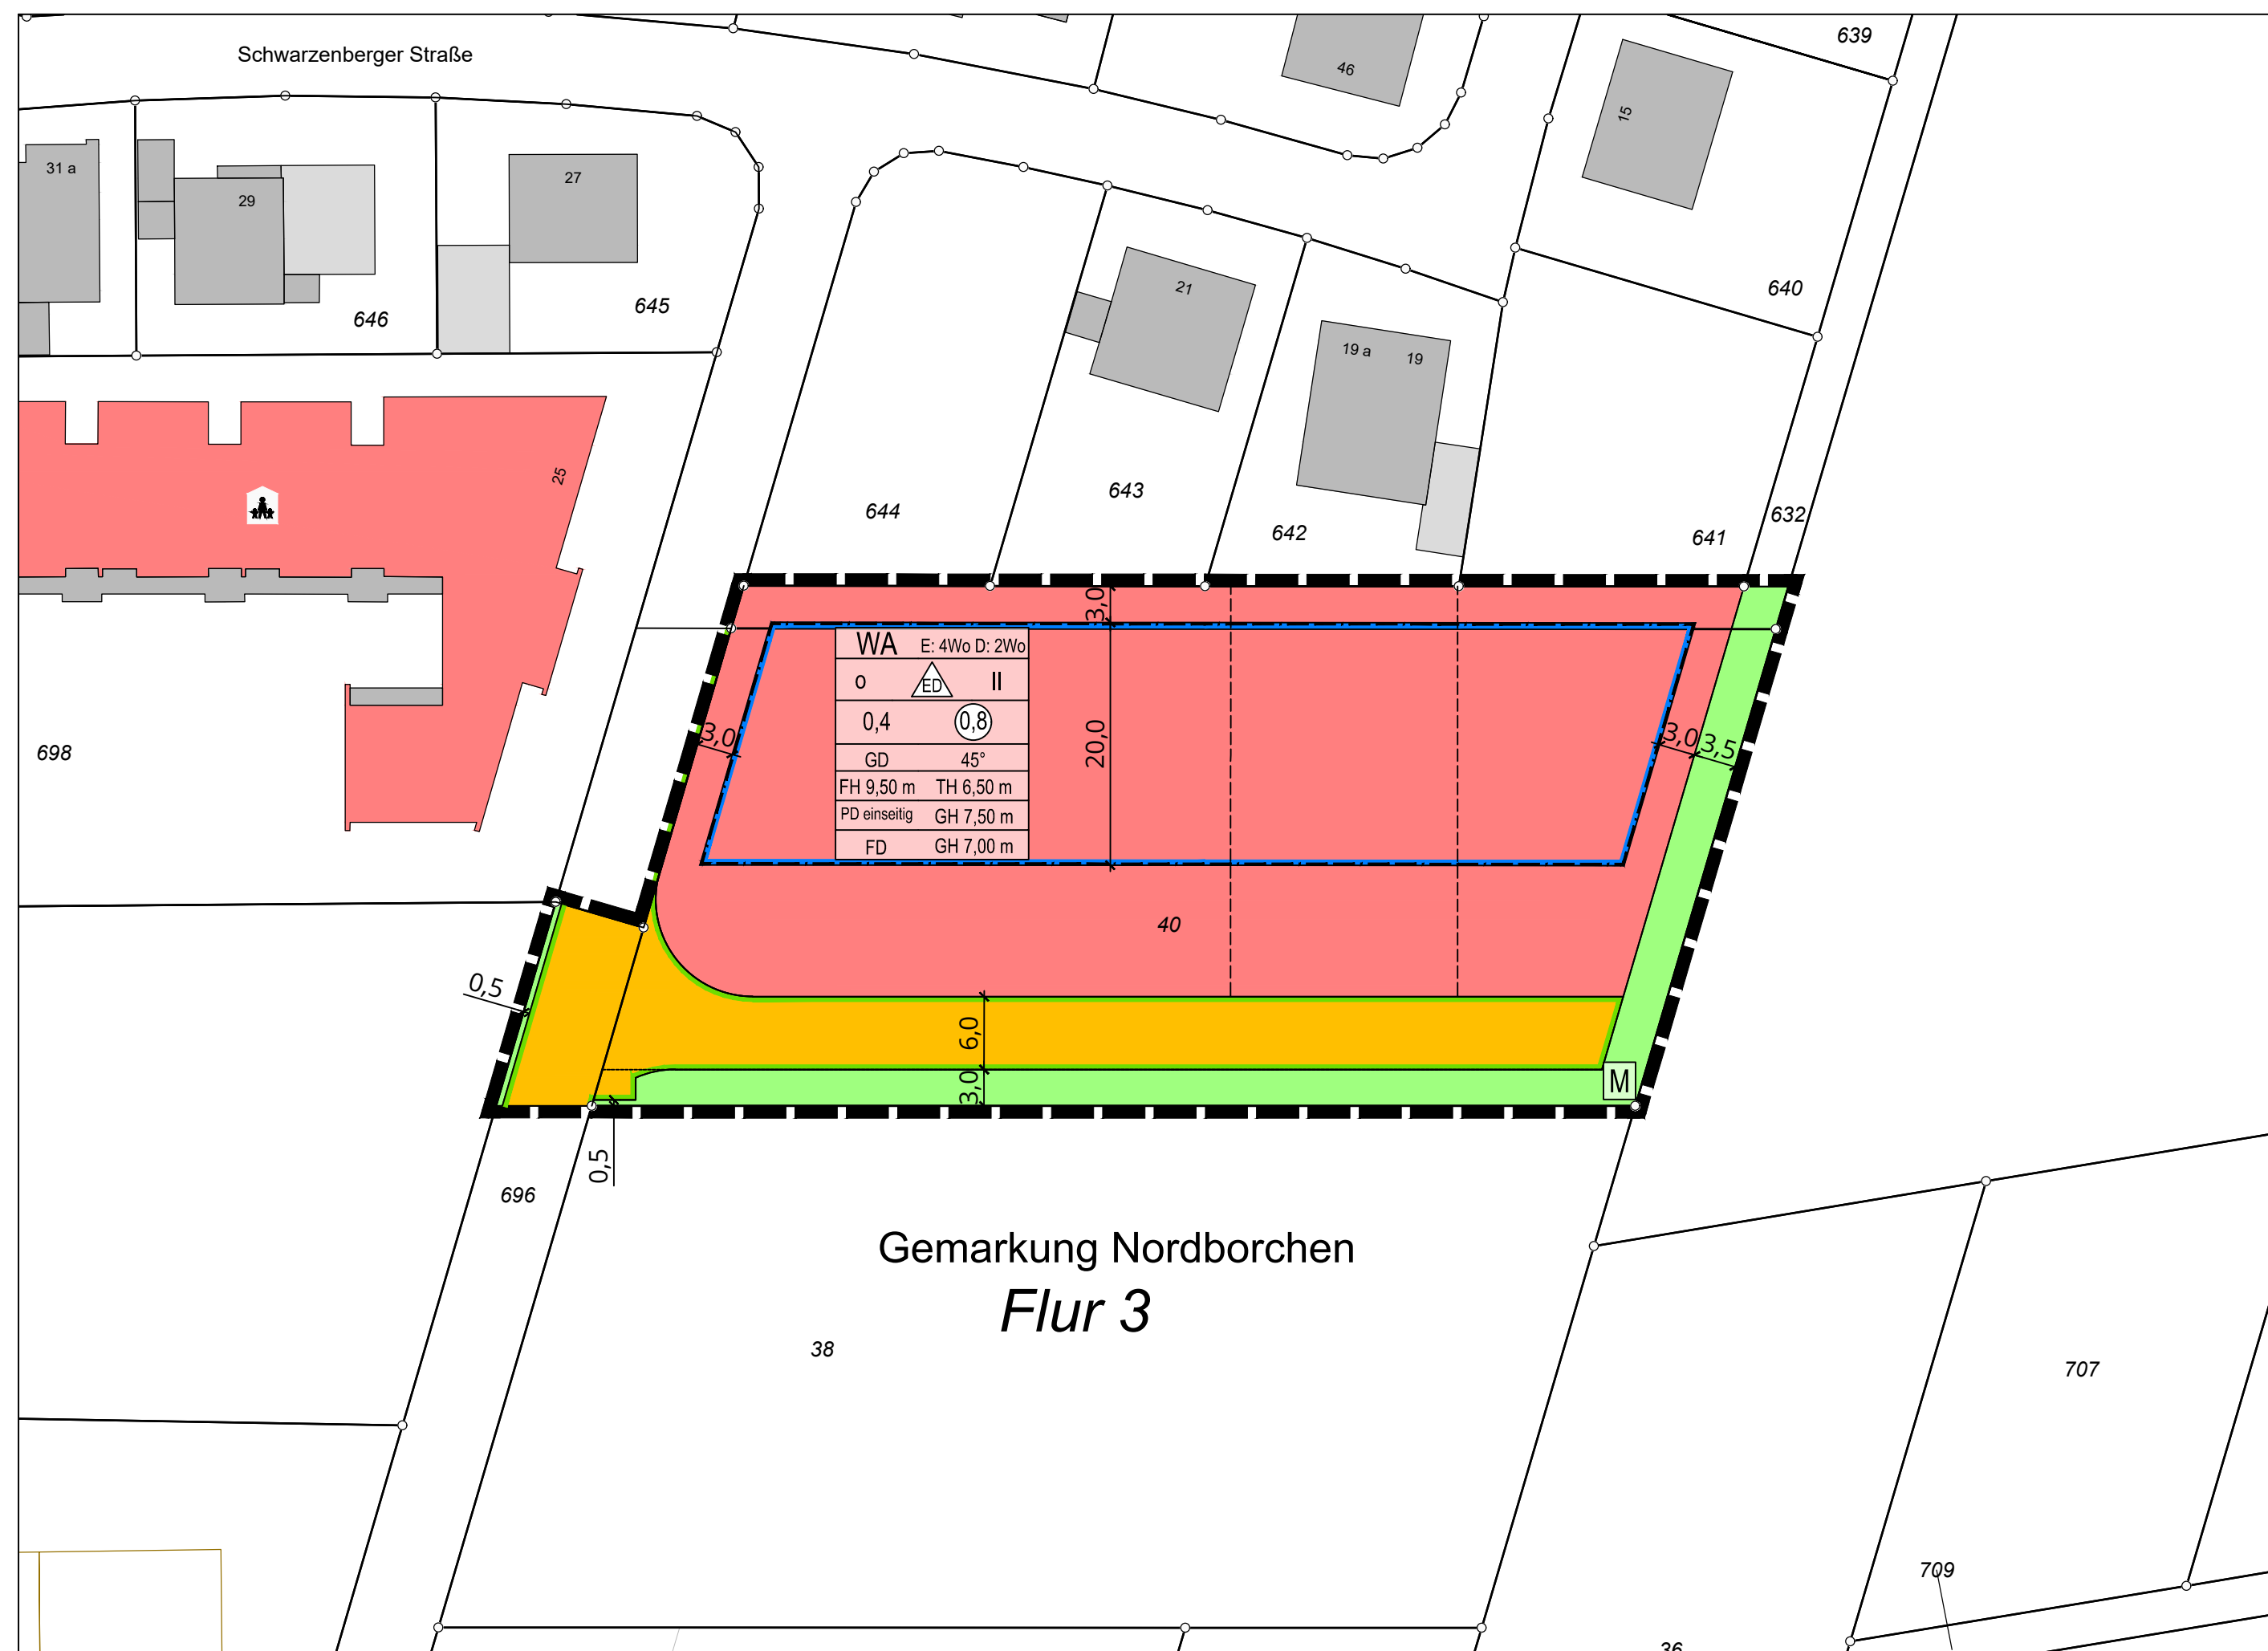 639
Schwarzenberger Straße
46
15
31 a
27
29
21
640
645
646
19 a 19
25
643
644
632
642
641
3,0
WA E: 4Wo D: 2Wo
o ED II
0,4 0,8
GD 45°
FH 9,50 m TH 6,50 m
PD einseitig GH 7,50 m
FD GH 7,00 m
3,0
20,0
3,0
3,5
698
40
0,5
6,0
3,0
M
0,5
696
Gemarkung Nordborchen
Flur 3
38
707
709
36